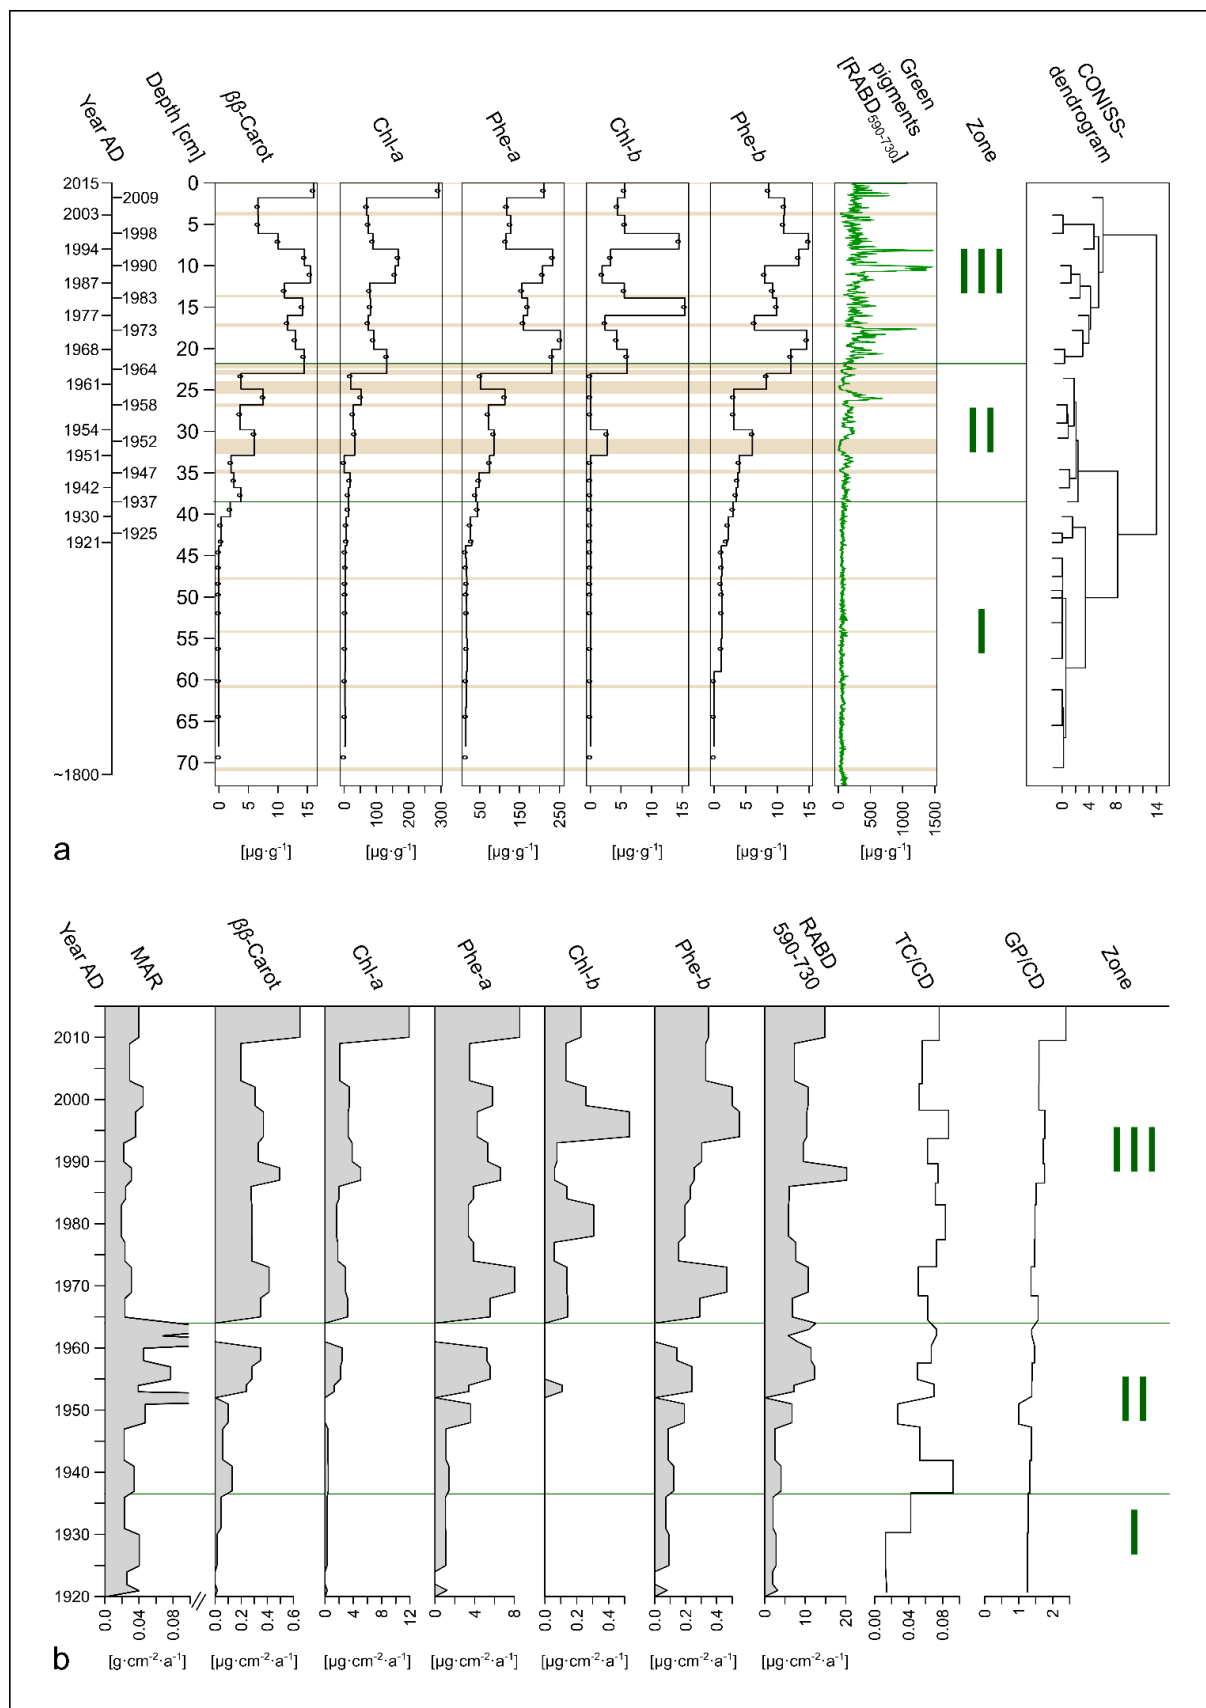 Year AD
Depth [cm]
ββ-Carot
Chl-a
Phe-a
Chl-b
Phe-b
Green
pigments
[RABD590-730]
Zone
CONISS-
dendrogram
2015
2009
2003
1998
1994
1990
1987
1983
1977
1973
1968
1964
1961
1958
1954
1952
1951
1947
1942
1937
1930
1925
1921
~1800
0
5
10
15
20
25
30
35
40
45
50
55
60
65
70
III
II
I
0 5 10 15
0 100 200 300
50 150 250
0 5 10 15
0 5 10 15
0 500 1000 1500
0 4 8 10 14
[µg·g-1] [µg·g-1] [µg·g-1] [µg·g-1] [µg·g-1] [µg·g-1]
a
Year AD
MAR
ββ-Carot
Chl-a
Phe-a
Chl-b
Phe-b
RABD
590-730
TC/CD
GP/CD
Zone
2010
2000
1990
1980
1970
1960
1950
1940
1930
1920
III
II
I
0.00 0.04 0.08
0.0 0.2 0.4 0.6
0 4 8 12
0 4 8
0.0 0.2 0.4
0.0 0.2 0.4
0 10 20
0.00 0.04 0.08
0 1 2
[g·cm-2·a-1] [µg·cm-2·a-1] [µg·cm-2·a-1] [µg·cm-2·a-1] [µg·cm-2·a-1] [µg·cm-2·a-1] [µg·cm-2·a-1]
b